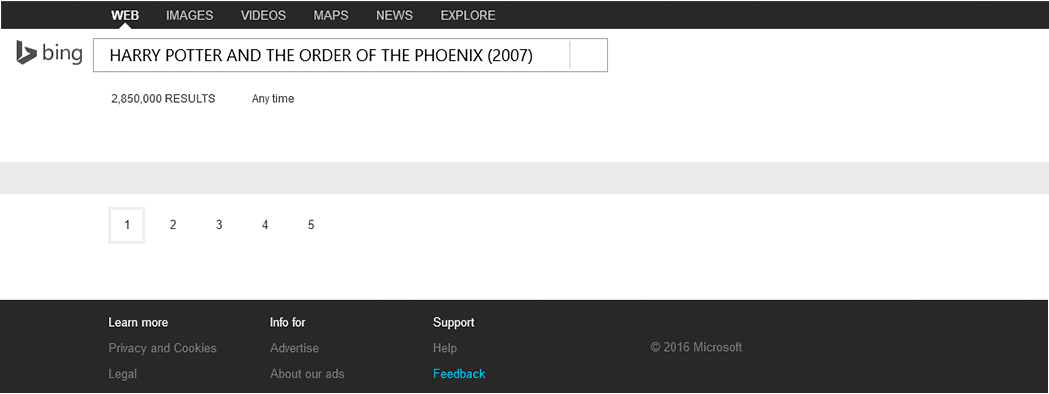 WEB IMAGES VIDEOS MAPS NEWS EXPLORE
bing HARRY POTTER AND THE ORDER OF THE PHOENIX (2007)
2,850,000 RESULTS Any time
1 2 3 4 5
Learn more Info for Support
Privacy and Cookies Advertise Help © 2016 Microsoft
Legal About our ads Feedback